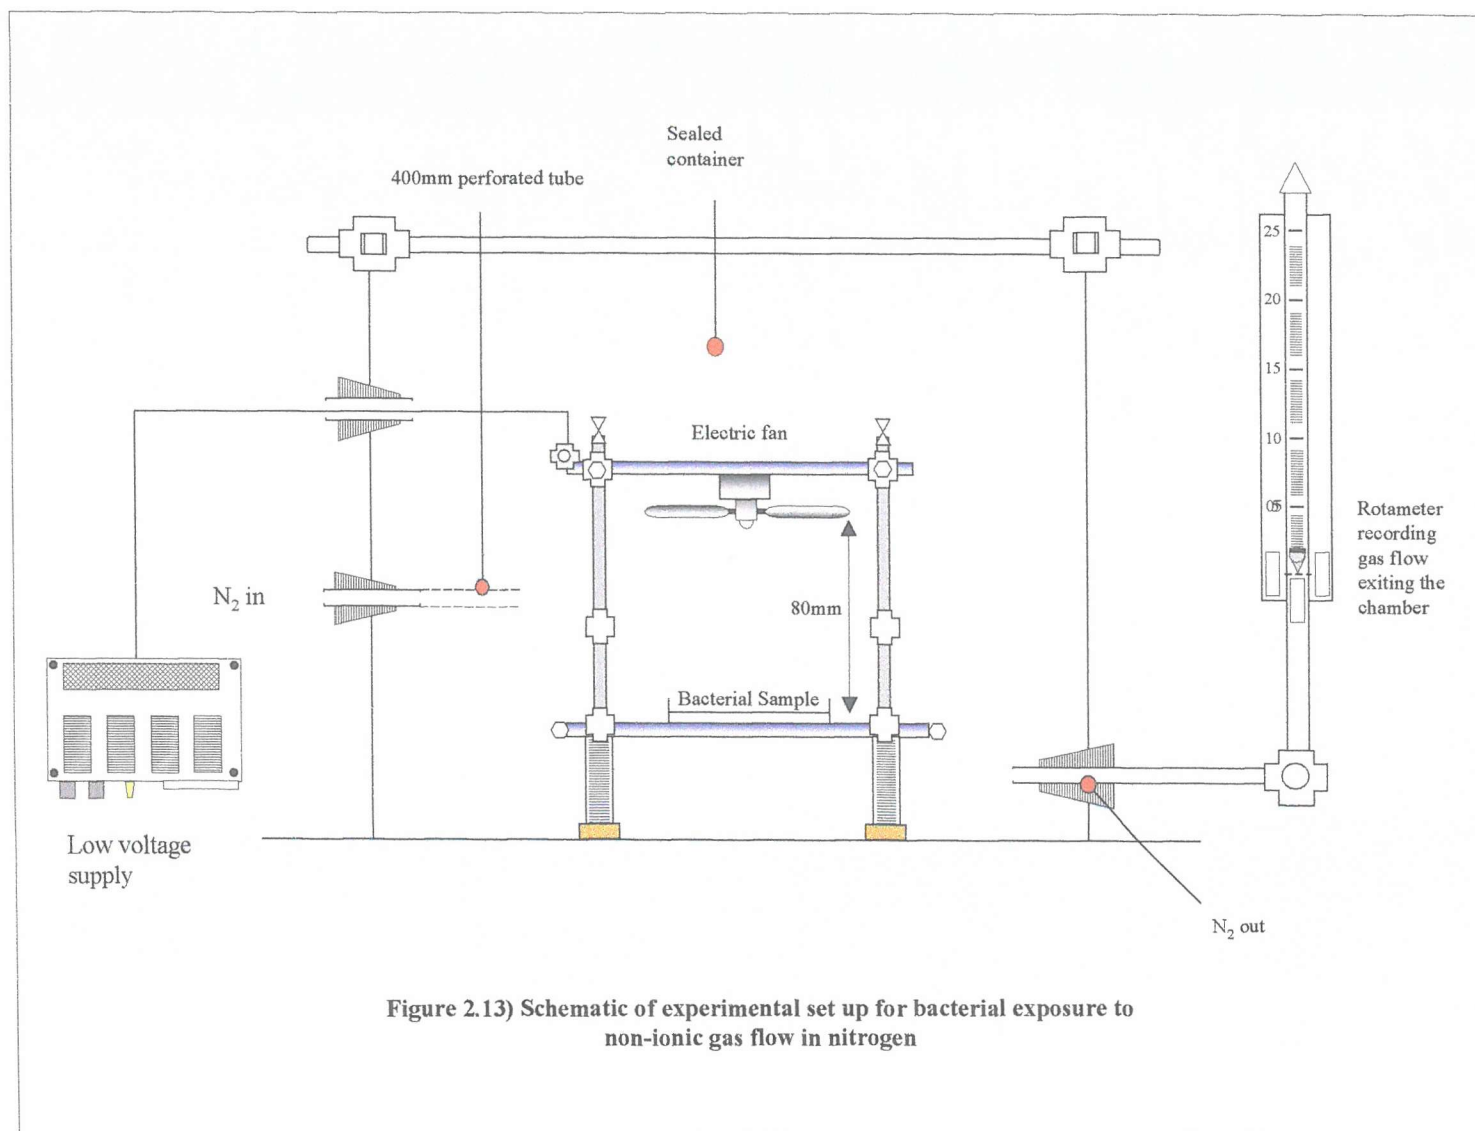 Sealed
container
400mm perforated tube
25
20
15
10
05
Electric fan
Rotameter
recording
gas flow
exiting the
chamber
N₂ in
80mm
Bacterial Sample
Low voltage
supply
N₂ out
Figure 2.13) Schematic of experimental set up for bacterial exposure to
non-ionic gas flow in nitrogen